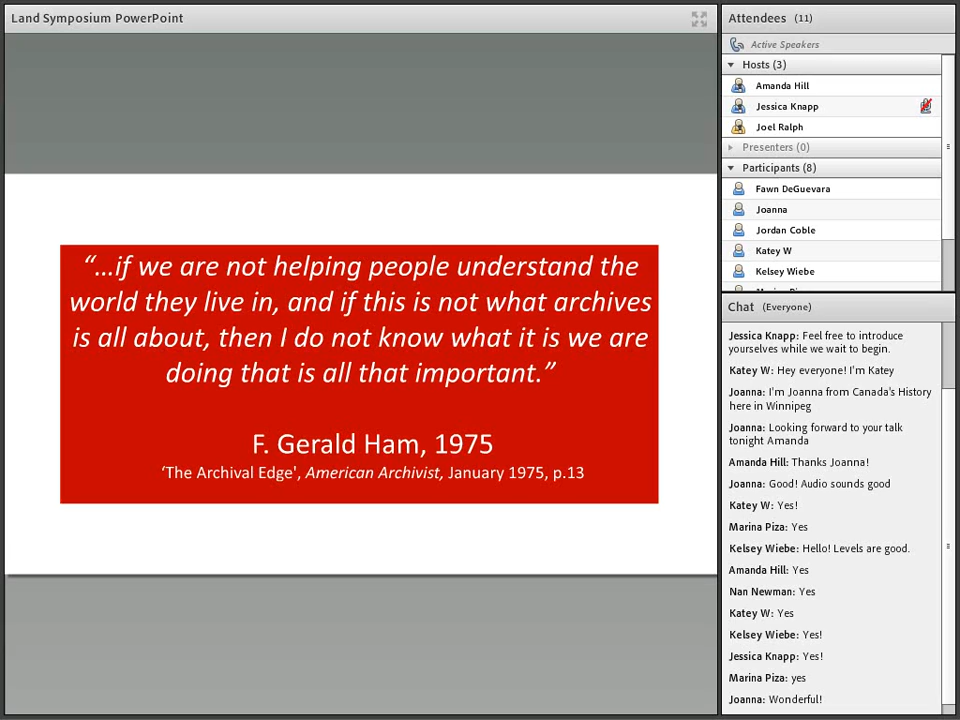 Land Symposium PowerPoint
“...if we are not helping people understand the
world they live in, and if this is not what archives
is all about, then I do not know what it is we are
doing that is all that important.”
F. Gerald Ham, 1975
‘The Archival Edge', American Archivist, January 1975, p.13
Attendees (11)
Active Speakers
Hosts (3)
Amanda Hill
Jessica Knapp
Joel Ralph
Presenters (0)
Participants (8)
Fawn DeGuevara
Joanna
Jordan Coble
Katey W
Kelsey Wiebe
Chat (Everyone)
Jessica Knapp: Feel free to introduce
yourselves while we wait to begin.
Katey W: Hey everyone! I'm Katey
Joanna: I'm Joanna from Canada's History
here in Winnipeg
Joanna: Looking forward to your talk
tonight Amanda
Amanda Hill: Thanks Joanna!
Joanna: Good! Audio sounds good
Katey W: Yes!
Marina Piza: Yes
Kelsey Wiebe: Hello! Levels are good.
Amanda Hill: Yes
Nan Newman: Yes
Katey W: Yes
Kelsey Wiebe: Yes!
Jessica Knapp: Yes!
Marina Piza: yes
Joanna: Wonderful!